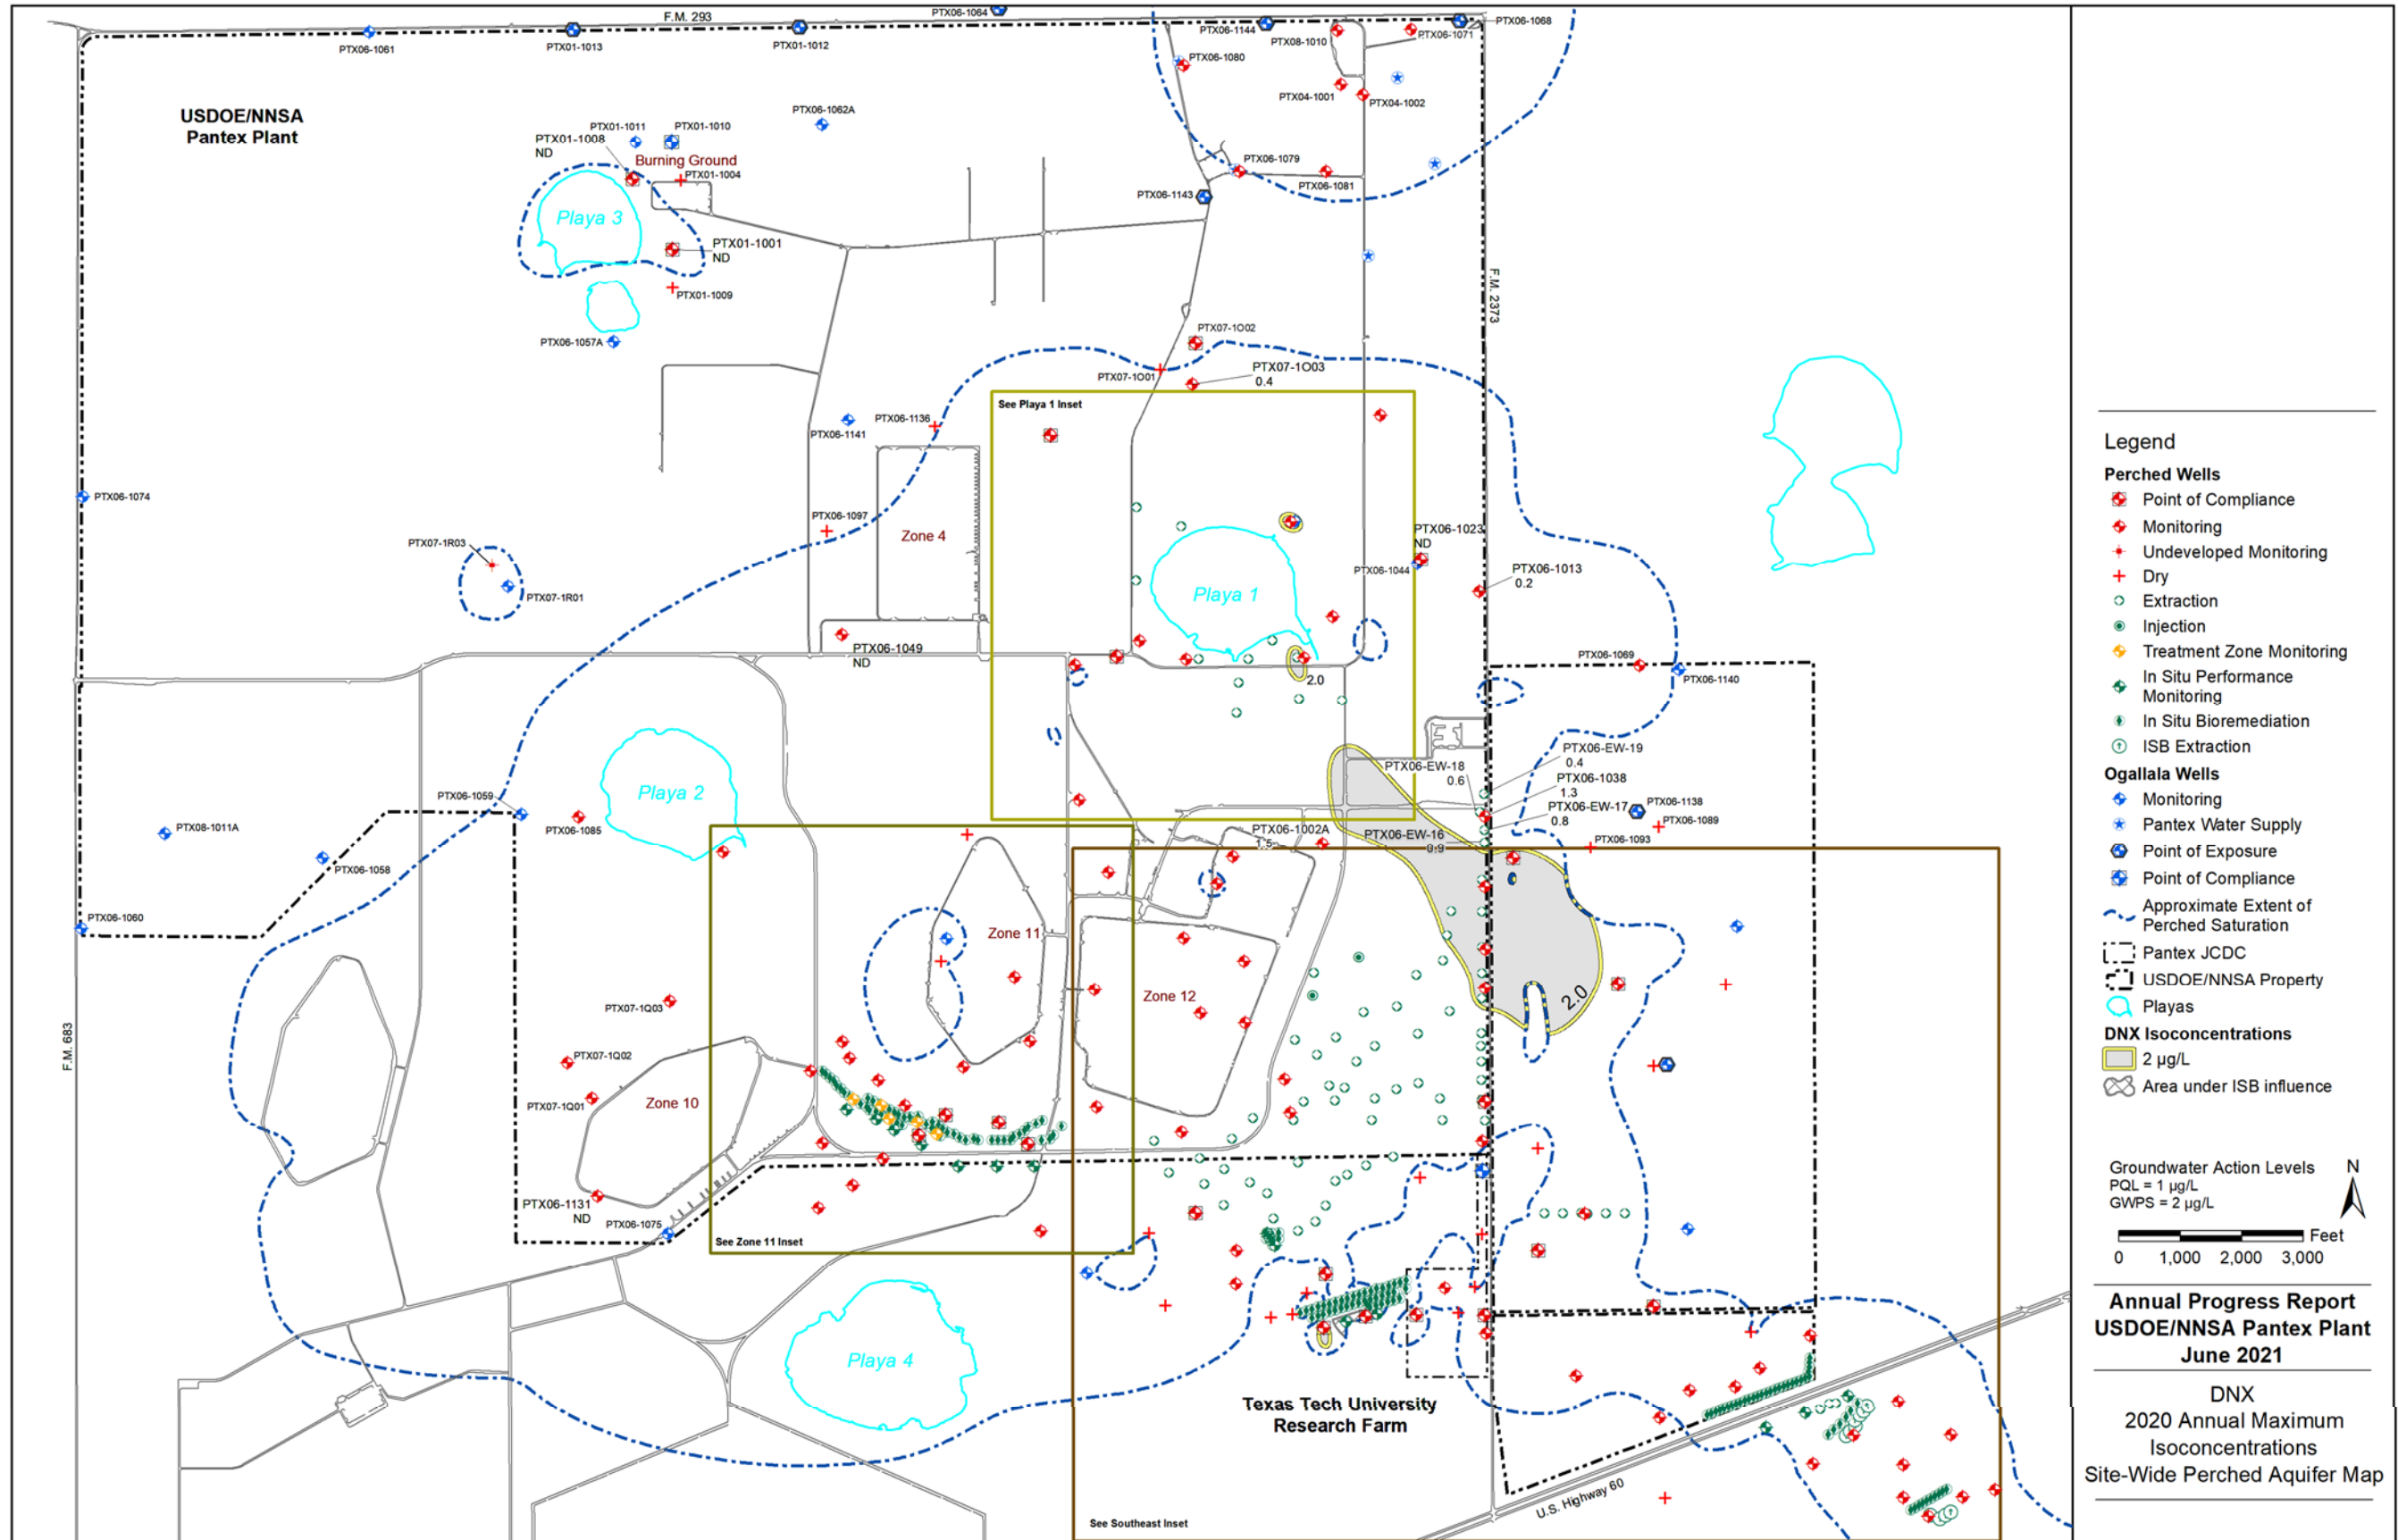 F.M. 293
PTX06-1064
PTX06-1061
PTX01-1013
PTX01-1012
PTX06-1144
PTX08-1010
PTX06-1068
PTX06-1071
PTX06-1080
PTX04-1001
PTX04-1002
USDOE/NNSA
Pantex Plant
PTX06-1062A
PTX01-1011
PTX01-1010
PTX01-1008
ND
Burning Ground
PTX01-1004
PTX06-1079
PTX06-1081
PTX06-1143
Playa 3
PTX01-1001
ND
PTX01-1009
PTX06-1057A
F.M. 2373
PTX07-1O02
PTX07-1O01
PTX07-1O03
0.4
See Playa 1 Inset
PTX06-1136
PTX06-1141
PTX06-1074
PTX06-1097
Zone 4
PTX07-1R03
PTX07-1R01
PTX06-1023
ND
PTX06-1044
PTX06-1013
0.2
Playa 1
PTX06-1049
ND
2.0
PTX06-1069
PTX06-1140
PTX06-EW-19
0.4
PTX06-EW-18
0.6
PTX06-1038
1.3
PTX06-EW-17
0.8
PTX06-1138
PTX06-1089
PTX06-1093
PTX06-EW-16
0.9
PTX06-1002A
1.5
Playa 2
PTX06-1059
PTX06-1085
PTX08-1011A
PTX06-1058
PTX06-1060
Zone 11
Zone 12
2.0
PTX07-1Q03
F.M. 683
PTX07-1Q02
PTX07-1Q01
Zone 10
PTX06-1131
ND
PTX06-1075
See Zone 11 Inset
Playa 4
Texas Tech University
Research Farm
U.S. Highway 60
See Southeast Inset
Legend
Perched Wells
Point of Compliance
Monitoring
Undeveloped Monitoring
Dry
Extraction
Injection
Treatment Zone Monitoring
In Situ Performance
Monitoring
In Situ Bioremediation
ISB Extraction
Ogallala Wells
Monitoring
Pantex Water Supply
Point of Exposure
Point of Compliance
Approximate Extent of
Perched Saturation
Pantex JCDC
USDOE/NNSA Property
Playas
DNX Isoconcentrations
2 µg/L
Area under ISB influence
Groundwater Action Levels
PQL = 1 µg/L
GWPS = 2 µg/L
N
Feet
0 1,000 2,000 3,000
Annual Progress Report
USDOE/NNSA Pantex Plant
June 2021
DNX
2020 Annual Maximum
Isoconcentrations
Site-Wide Perched Aquifer Map